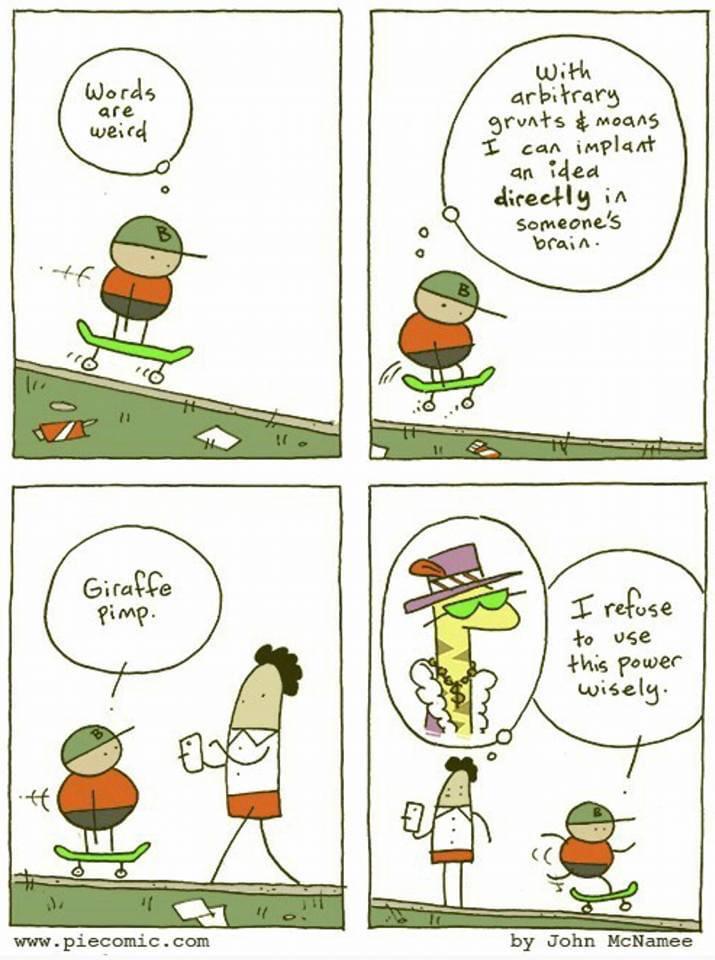 Words
are
weird
B
With
arbitrary
grunts & moans
I can implant
an idea
directly in
someone's
brain.
B
Giraffe
pimp.
B
$
I refuse
to use
this power
wisely.
B
www.piecomic.com
by John McNamee